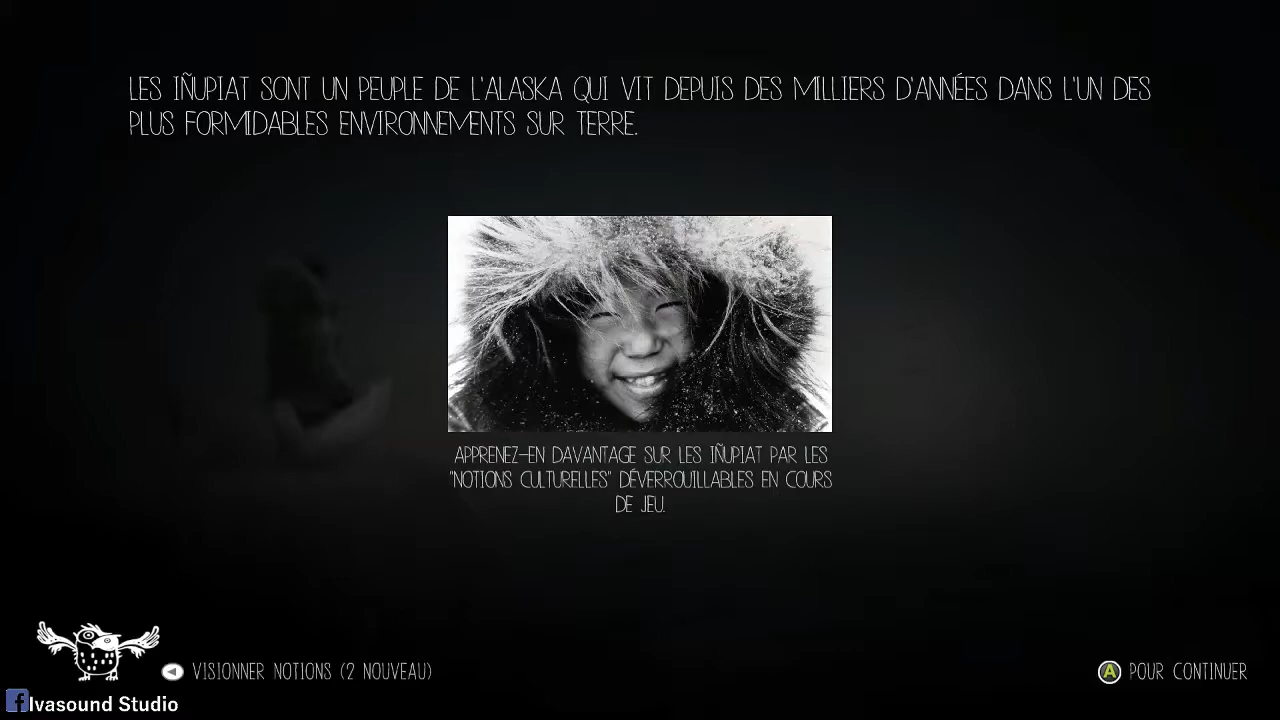 LES IÑUPIAT SONT UN PEUPLE DE L'ALASKA QUI VIT DEPUIS DES MILLIERS D'ANNÉES DANS L'UN DES
PLUS FORMIDABLES ENVIRONNEMENTS SUR TERRE.
APPRENEZ-EN DAVANTAGE SUR LES IÑUPIAT PAR LES
"NOTIONS CULTURELLES" DÉVERROUILLABLES EN COURS
DE JEU.
VISIONNER NOTIONS (2 NOUVEAU)
A POUR CONTINUER
f Ivasound Studio